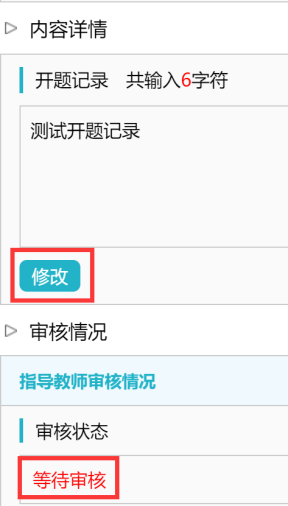 内容详情
开题记录 共输入6字符
测试开题记录
修改
审核情况
指导教师审核情况
审核状态
等待审核